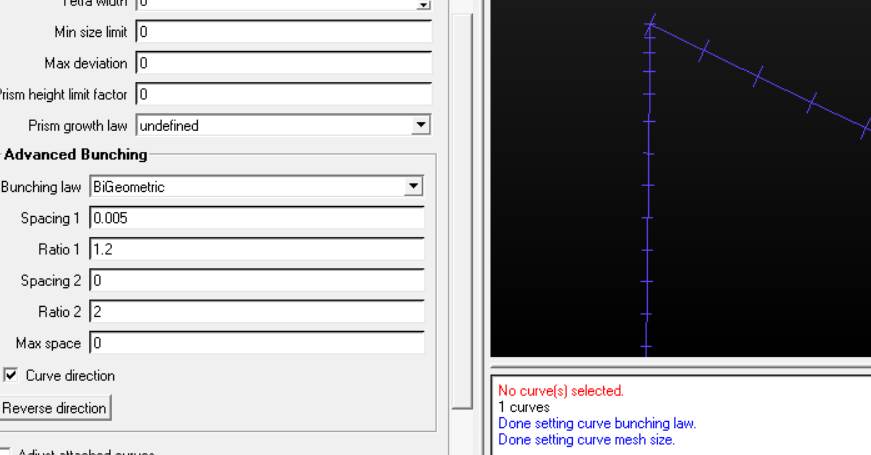 Tetra width 0
Min size limit 0
Max deviation 0
Prism height limit factor 0
Prism growth law undefined
Advanced Bunching
Bunching law BiGeometric
Spacing 1 0.005
Ratio 1 1.2
Spacing 2 0
Ratio 2 2
Max space 0
Curve direction
Reverse direction
Adjust attached curves
No curve(s) selected.
1 curves
Done setting curve bunching law.
Done setting curve mesh size.